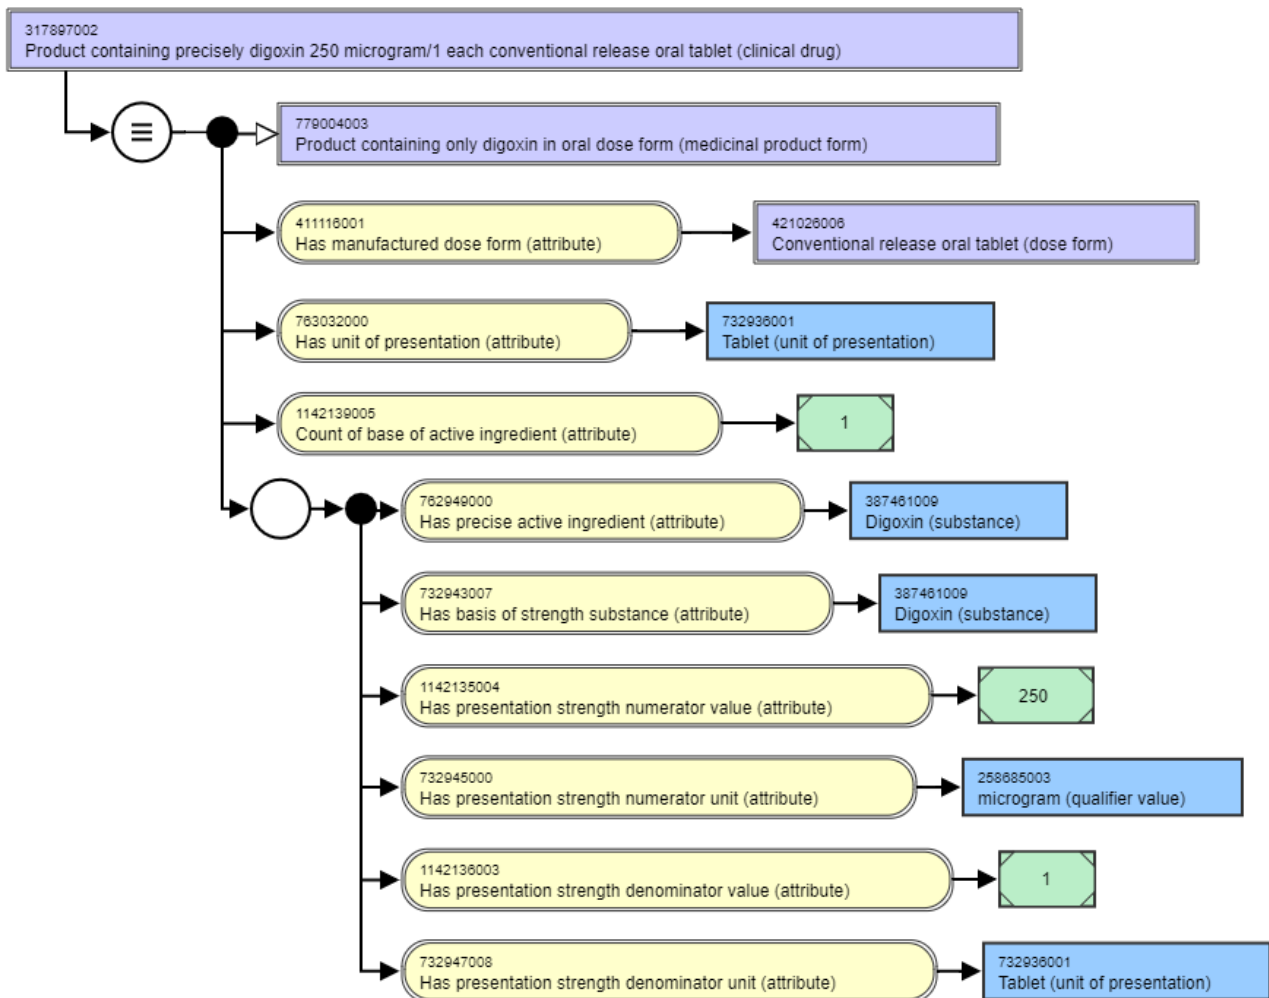 317897002
Product containing precisely digoxin 250 microgram/1 each conventional release oral tablet (clinical drug)
779004003
Product containing only digoxin in oral dose form (medicinal product form)
411116001
Has manufactured dose form (attribute)
421026006
Conventional release oral tablet (dose form)
763032000
Has unit of presentation (attribute)
732936001
Tablet (unit of presentation)
1142139005
Count of base of active ingredient (attribute)
1
762949000
Has precise active ingredient (attribute)
387461009
Digoxin (substance)
732943007
Has basis of strength substance (attribute)
387461009
Digoxin (substance)
1142135004
Has presentation strength numerator value (attribute)
250
732945000
Has presentation strength numerator unit (attribute)
258685003
microgram (qualifier value)
1142136003
Has presentation strength denominator value (attribute)
1
732947008
Has presentation strength denominator unit (attribute)
732936001
Tablet (unit of presentation)